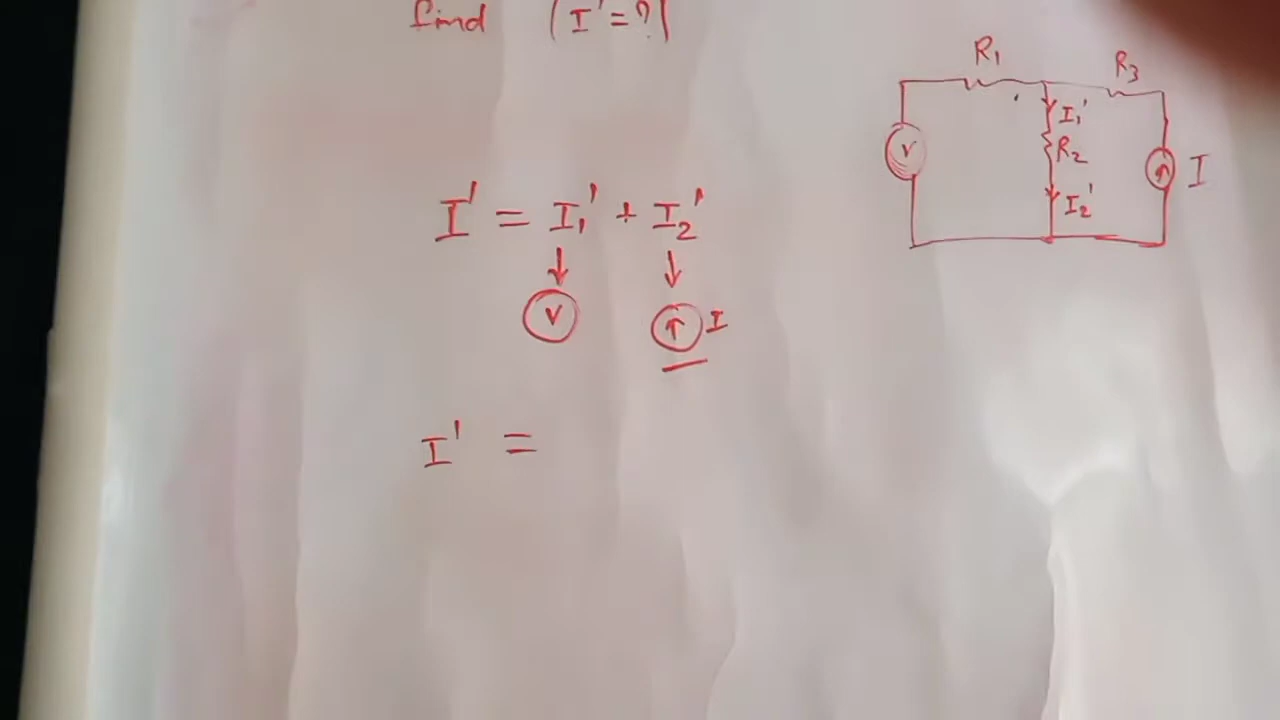 find (I'=?)
R₁
R₃
I₁'
V
R₂
I
I₂'
I' = I₁' + I₂'
V
I
I' =